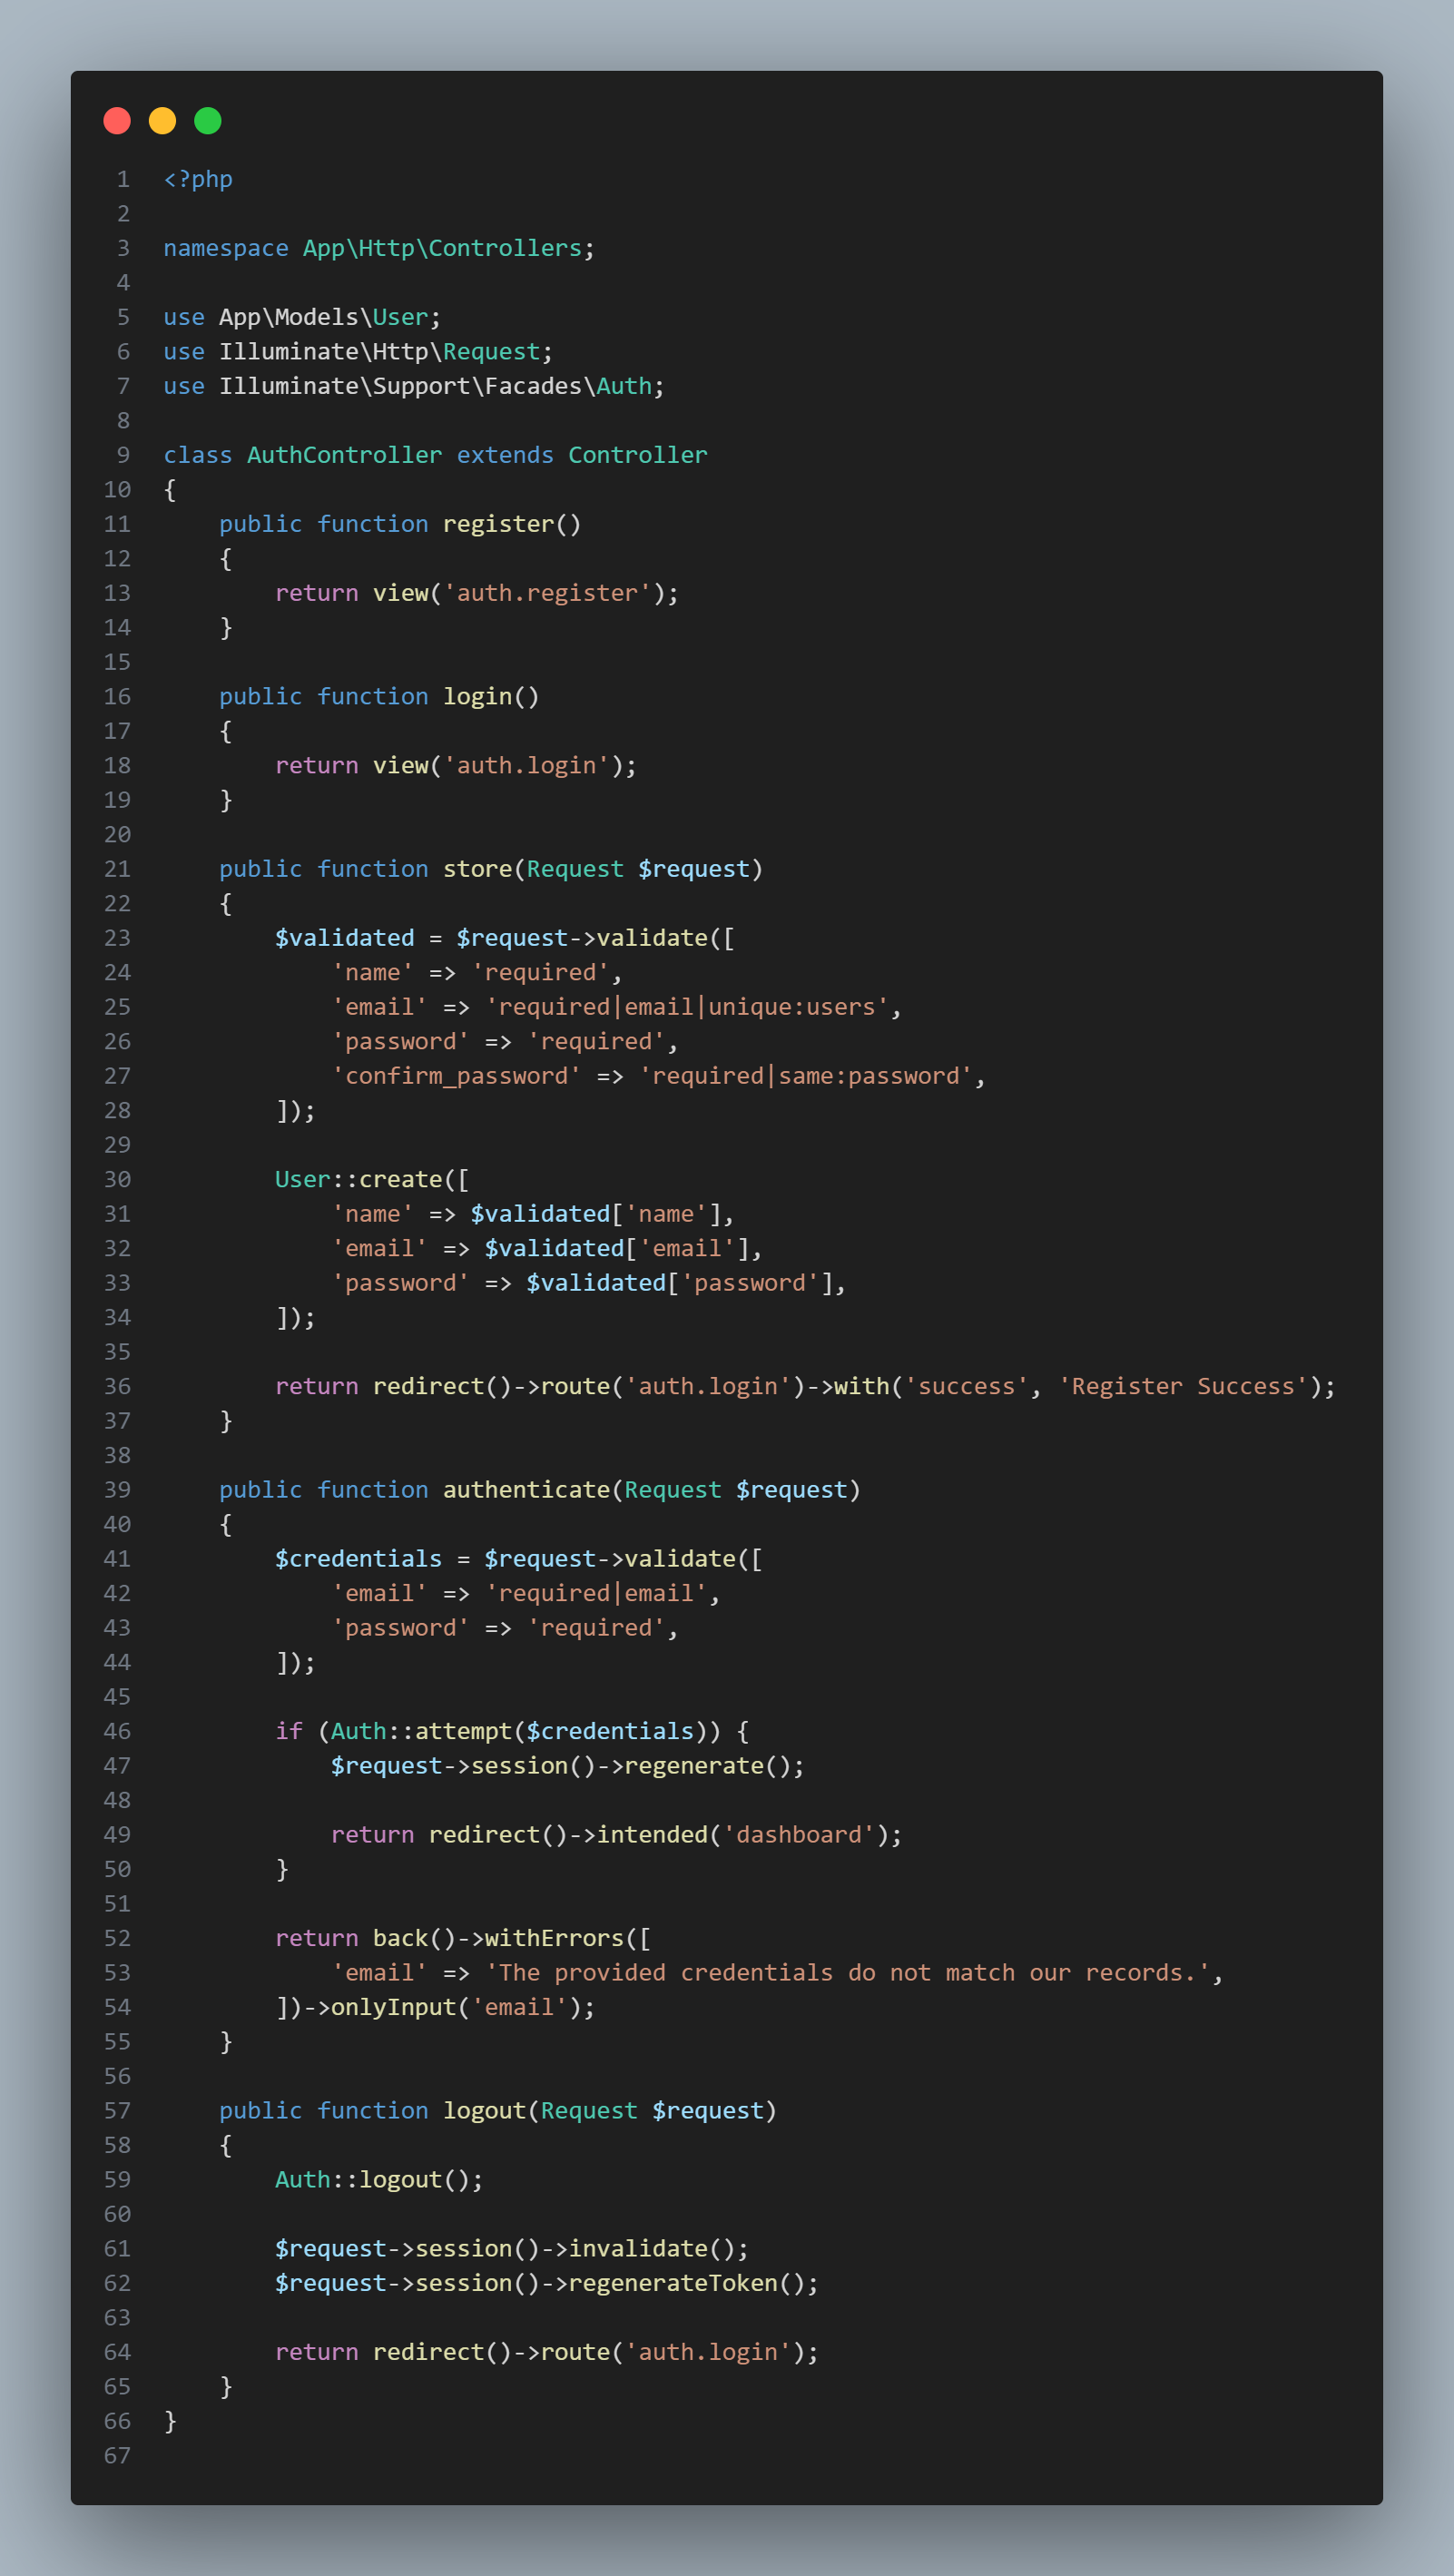 1 <?php
2
3 namespace App\Http\Controllers;
4
5 use App\Models\User;
6 use Illuminate\Http\Request;
7 use Illuminate\Support\Facades\Auth;
8
9 class AuthController extends Controller
10 {
11     public function register()
12     {
13         return view('auth.register');
14     }
15
16     public function login()
17     {
18         return view('auth.login');
19     }
20
21     public function store(Request $request)
22     {
23         $validated = $request->validate([
24             'name' => 'required',
25             'email' => 'required|email|unique:users',
26             'password' => 'required',
27             'confirm_password' => 'required|same:password',
28         ]);
29
30         User::create([
31             'name' => $validated['name'],
32             'email' => $validated['email'],
33             'password' => $validated['password'],
34         ]);
35
36         return redirect()->route('auth.login')->with('success', 'Register Success');
37     }
38
39     public function authenticate(Request $request)
40     {
41         $credentials = $request->validate([
42             'email' => 'required|email',
43             'password' => 'required',
44         ]);
45
46         if (Auth::attempt($credentials)) {
47             $request->session()->regenerate();
48
49             return redirect()->intended('dashboard');
50         }
51
52         return back()->withErrors([
53             'email' => 'The provided credentials do not match our records.',
54         ])->onlyInput('email');
55     }
56
57     public function logout(Request $request)
58     {
59         Auth::logout();
60
61         $request->session()->invalidate();
62         $request->session()->regenerateToken();
63
64         return redirect()->route('auth.login');
65     }
66 }
67